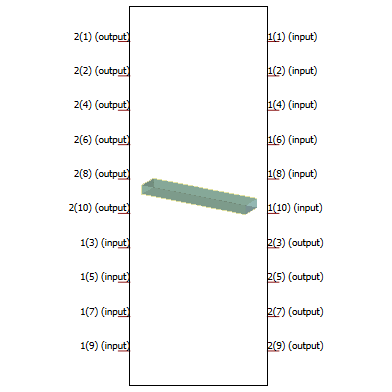 2(1) (output) 1(1) (input)
2(2) (output) 1(2) (input)
2(4) (output) 1(4) (input)
2(6) (output) 1(6) (input)
2(8) (output) 1(8) (input)
2(10) (output) 1(10) (input)
1(3) (input) 2(3) (output)
1(5) (input) 2(5) (output)
1(7) (input) 2(7) (output)
1(9) (input) 2(9) (output)